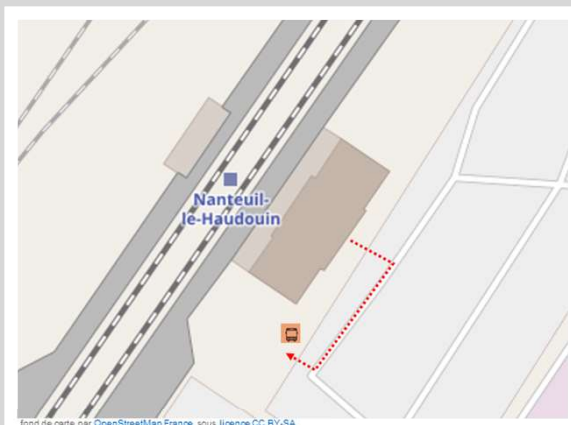 Nanteuil-
le-Haudouin
fond de carte par OpenStreetMap France, sous licence CC BY-SA